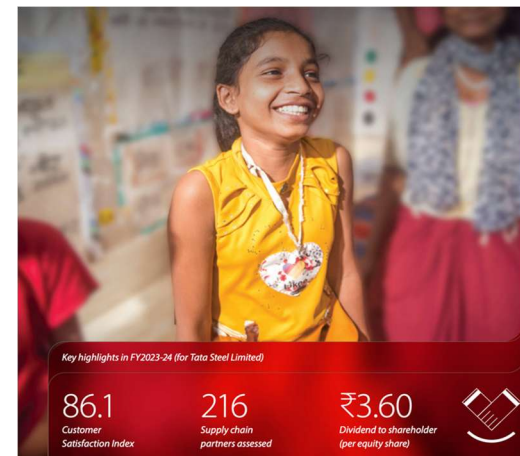 Key highlights in FY2023-24 (for Tata Steel Limited)
86.1
Customer
Satisfaction Index
216
Supply chain
partners assessed
₹3.60
Dividend to shareholder
(per equity share)